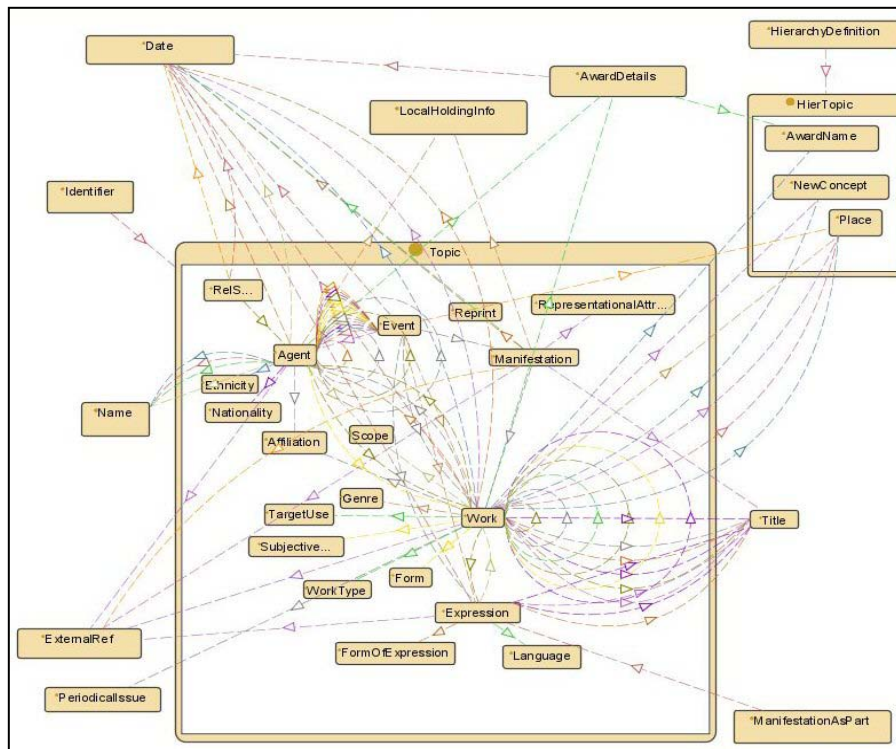 *Date
*HierarchyDefinition
*AwardDetails
HierTopic
*LocalHoldingInfo
*AwardName
*NewConcept
*Identifier
*Place
Topic
*RelS...
*RepresentationalAttr...
*Reprint
*Event
*Agent
*Manifestation
*Ethnicity
*Name
*Nationality
*Affiliation
*Scope
*Genre
*TargetUse
*Work
*Title
*Subjective...
*WorkType
*Form
*Expression
*ExternalRef
*FormOfExpression
*Language
*PeriodicalIssue
*ManifestationAsPart